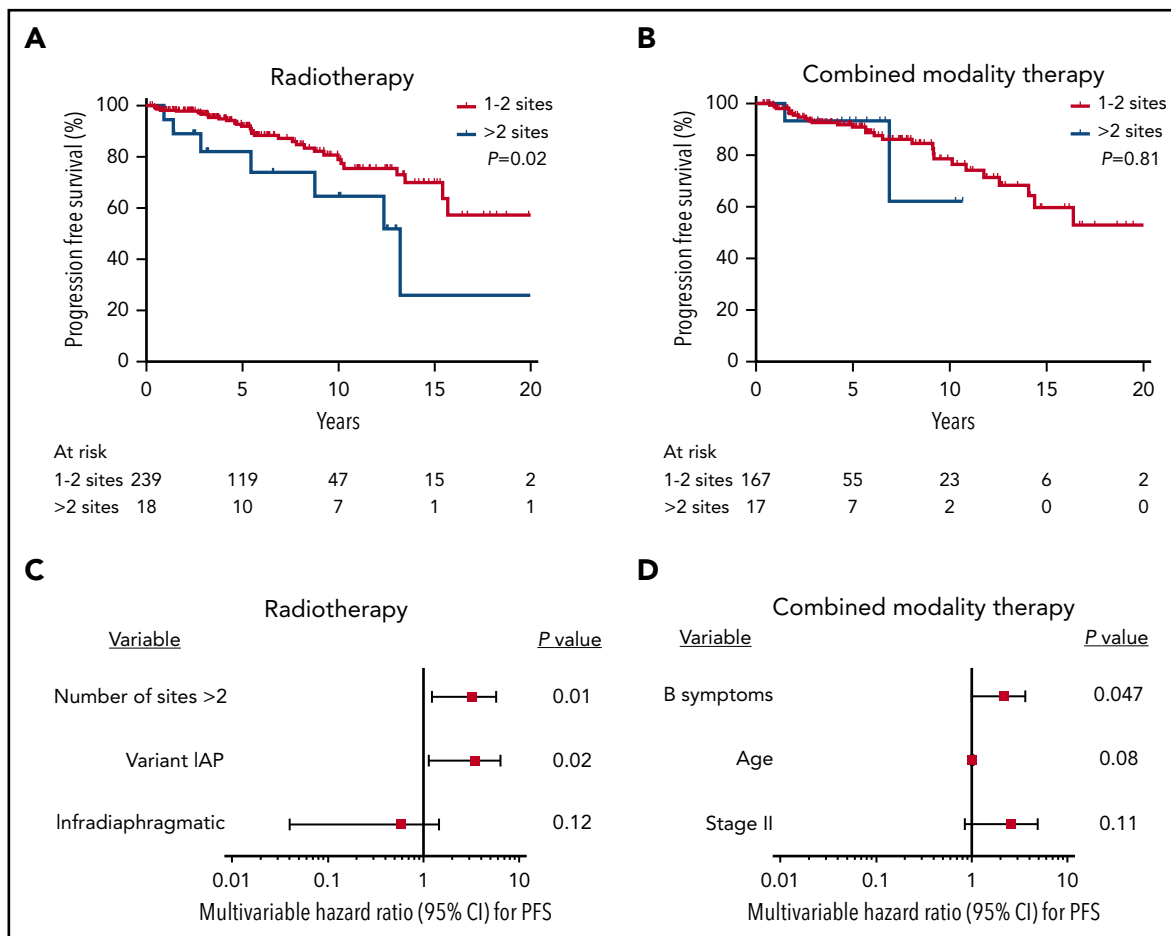 A
Radiotherapy
Progression free survival (%)
100
80
60
40
20
0
1-2 sites
>2 sites
P=0.02
0 5 10 15 20
Years
At risk
1-2 sites 239 119 47 15 2
>2 sites 18 10 7 1 1
B
Combined modality therapy
Progression free survival (%)
100
80
60
40
20
0
1-2 sites
>2 sites
P=0.81
0 5 10 15 20
Years
At risk
1-2 sites 167 55 23 6 2
>2 sites 17 7 2 0 0
C
Radiotherapy
Variable P value
Number of sites >2 0.01
Variant IAP 0.02
Infradiaphragmatic 0.12
0.01 0.1 1 10
Multivariable hazard ratio (95% CI) for PFS
D
Combined modality therapy
Variable P value
B symptoms 0.047
Age 0.08
Stage II 0.11
0.01 0.1 1 10
Multivariable hazard ratio (95% CI) for PFS